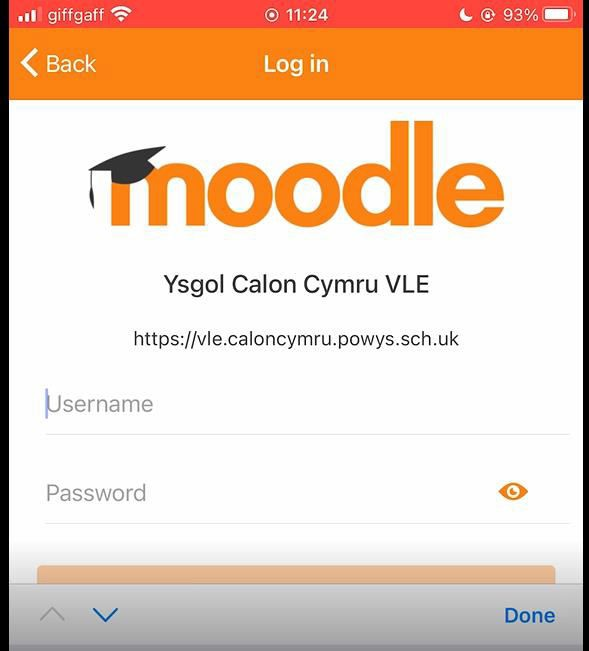 giffgaff 11:24 93%
Back Log in
moodle
Ysgol Calon Cymru VLE
https://vle.caloncymru.powys.sch.uk
Username
Password
Done